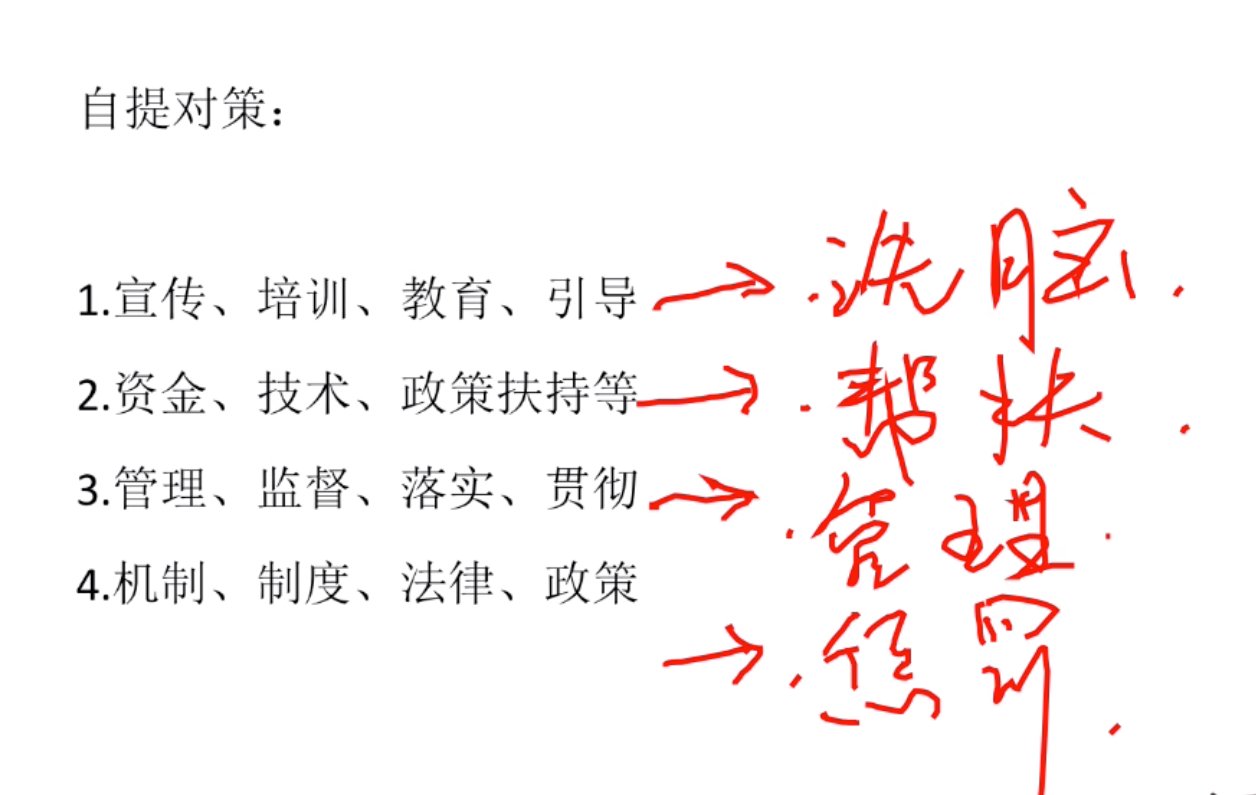 自提对策：
1.宣传、培训、教育、引导 → 洗脑
2.资金、技术、政策扶持等 → 帮扶
3.管理、监督、落实、贯彻 → 管理
4.机制、制度、法律、政策
→ 惩罚